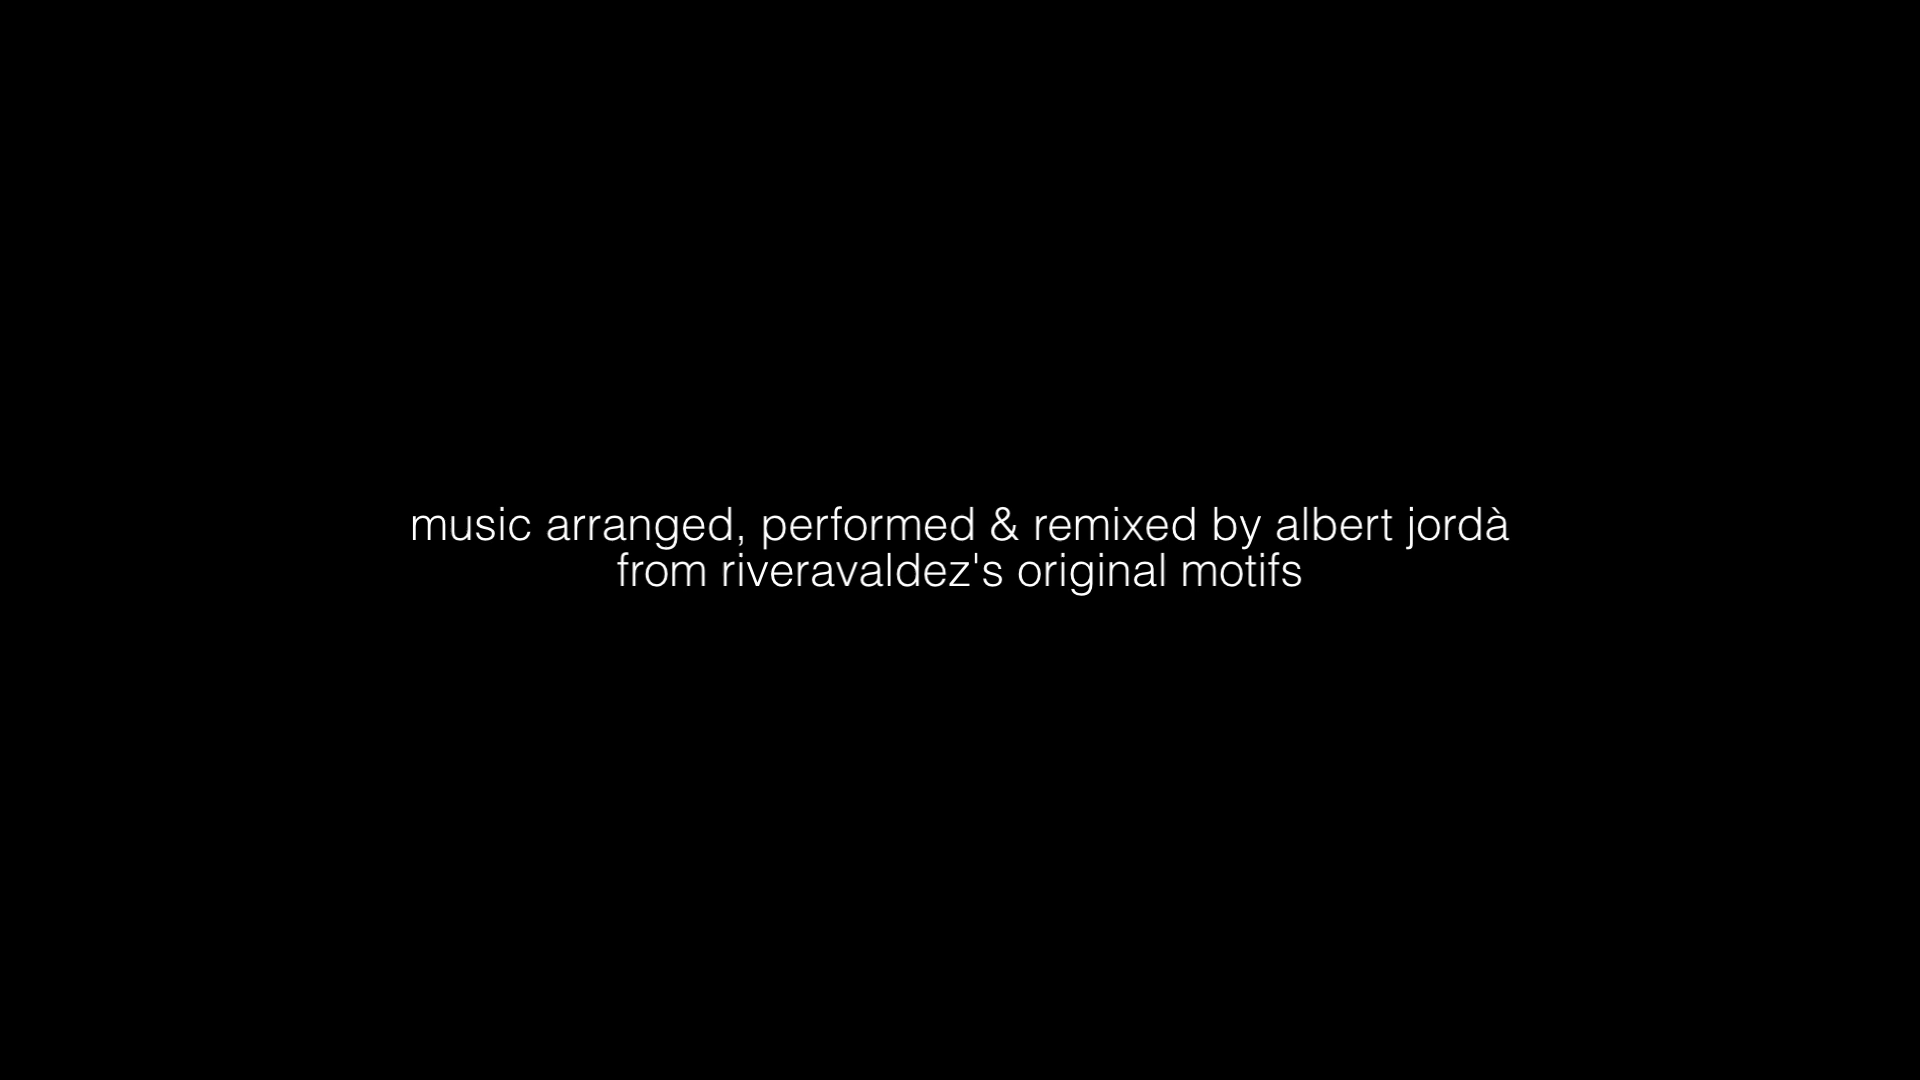 music arranged, performed & remixed by albert jordà
from riveravaldez's original motifs